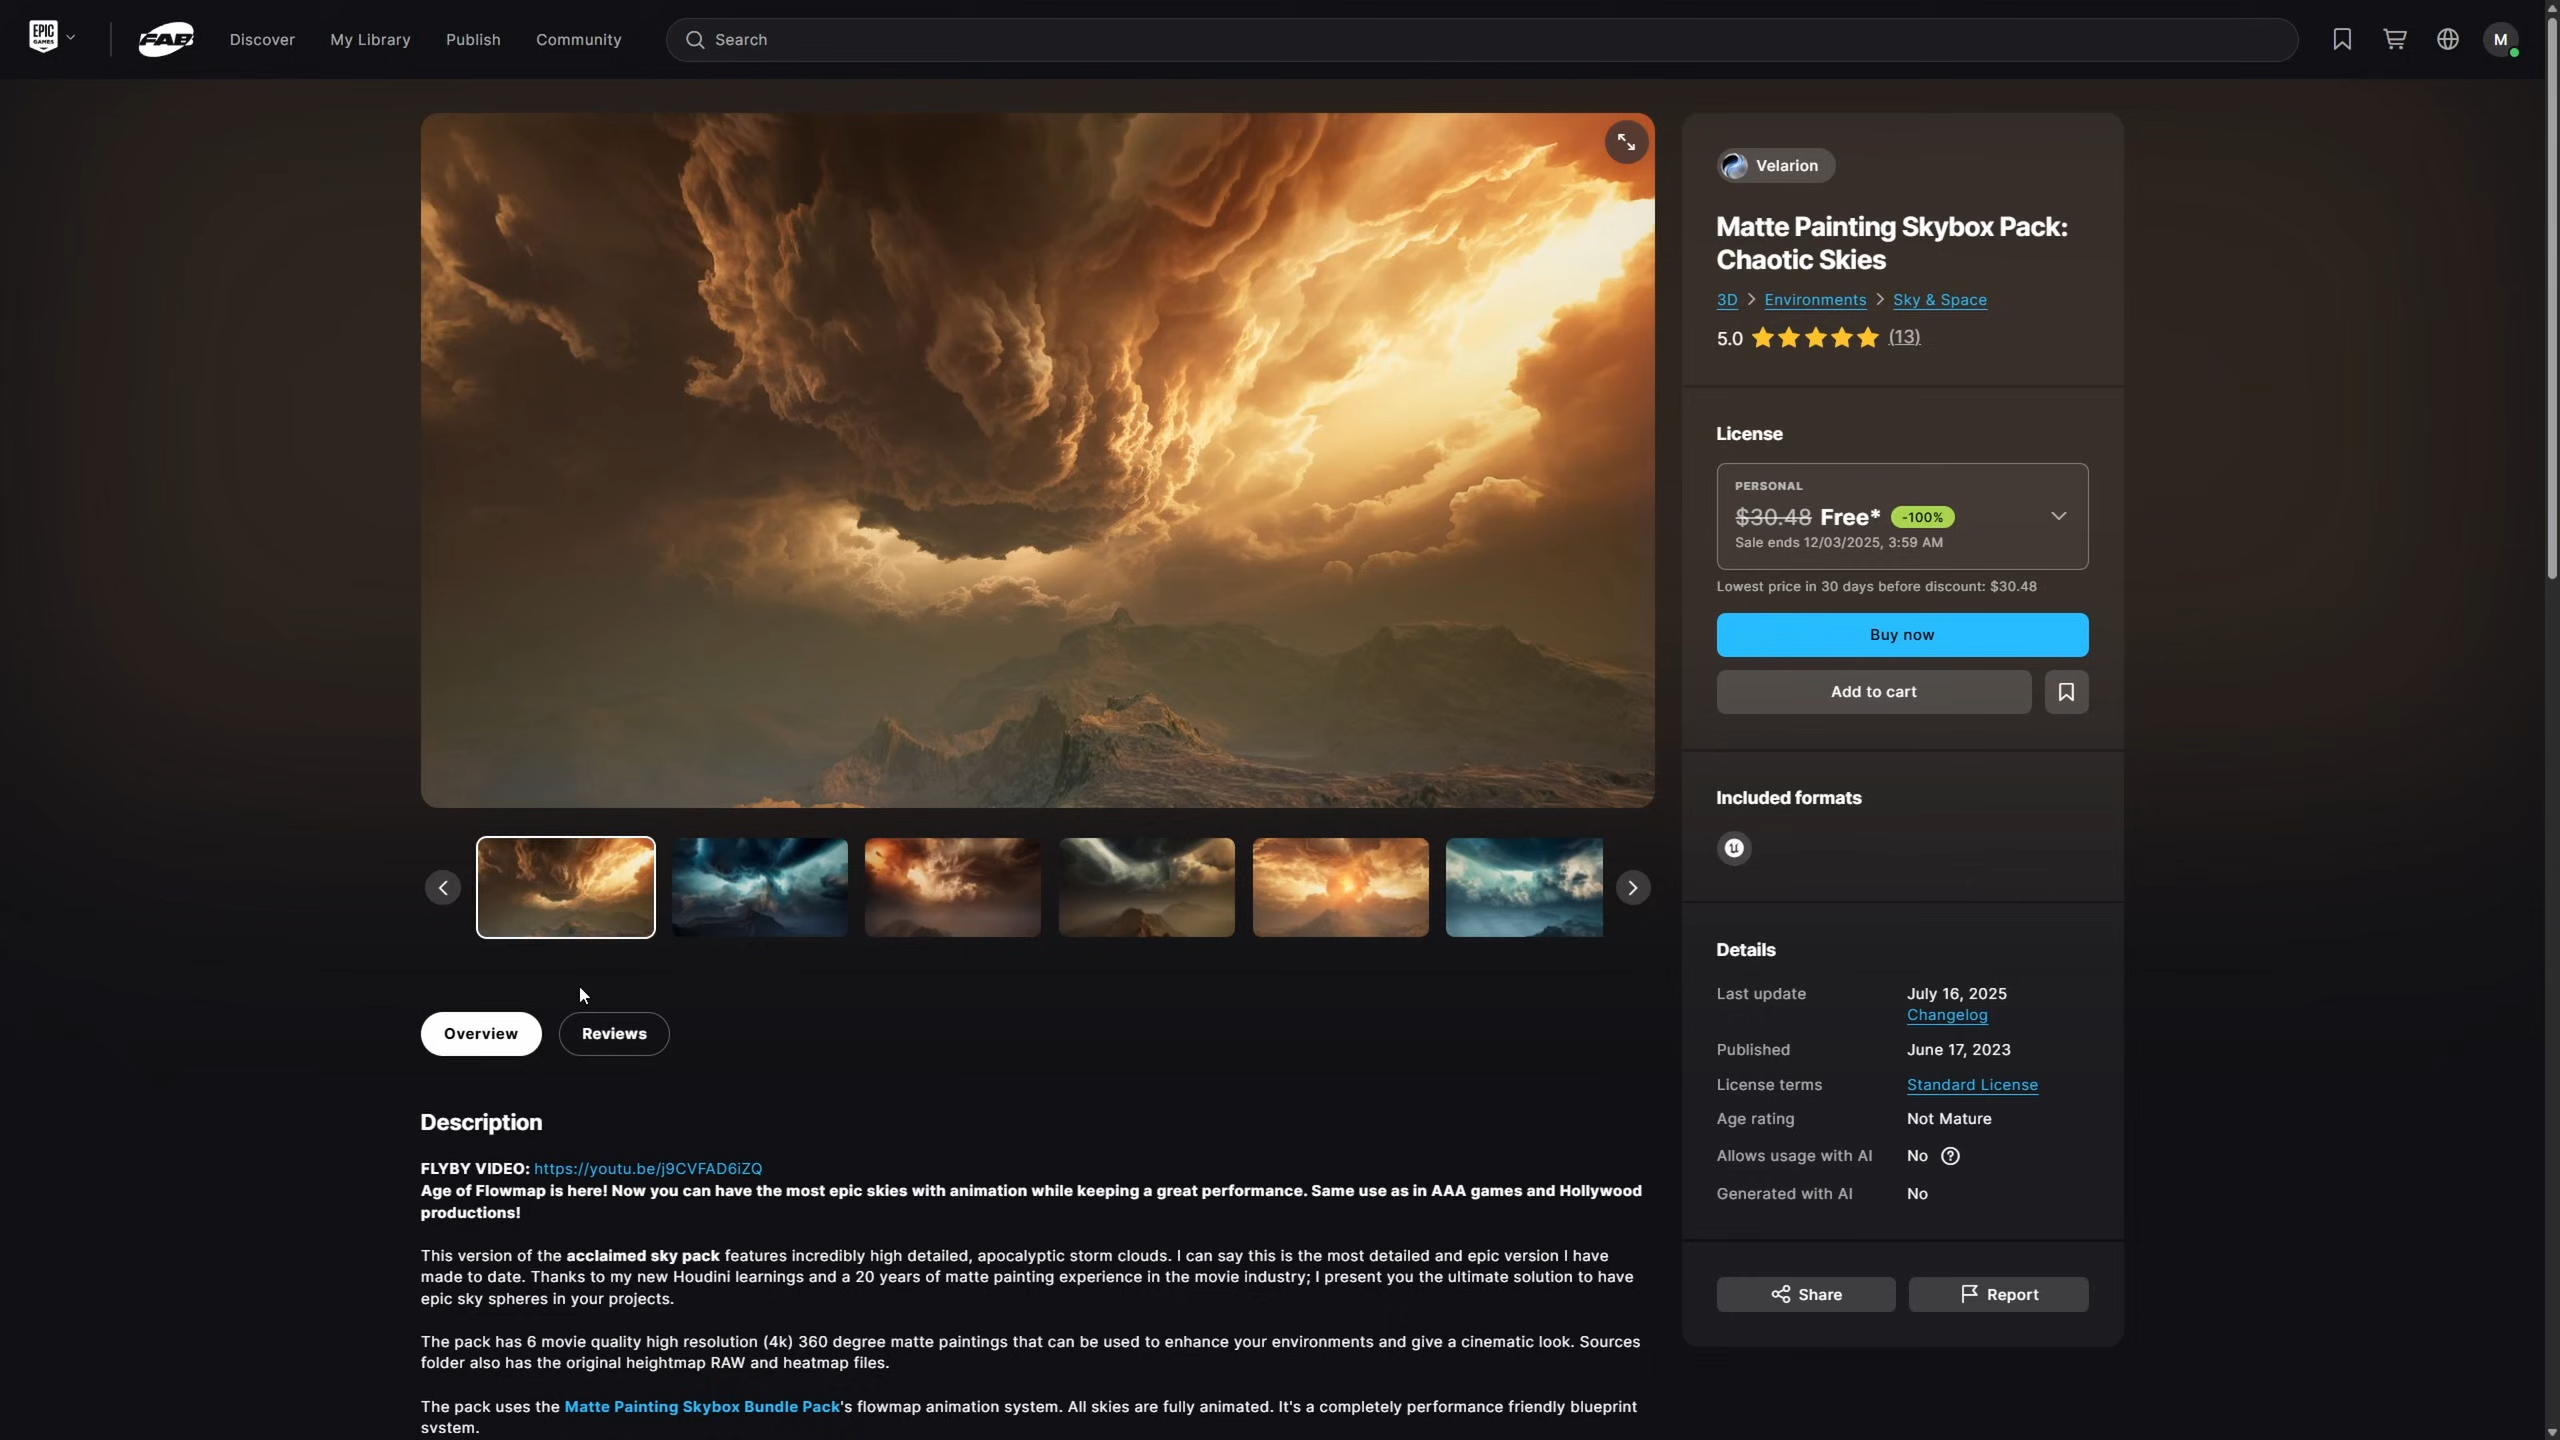 EPIC GAMES
FAB
Discover
My Library
Publish
Community
Search
M
Velarion
Matte Painting Skybox Pack:
Chaotic Skies
3D > Environments > Sky & Space
5.0 (13)
License
PERSONAL
$30.48 Free* -100%
Sale ends 12/03/2025, 3:59 AM
Lowest price in 30 days before discount: $30.48
Buy now
Add to cart
Included formats
Details
Last update July 16, 2025
Changelog
Published June 17, 2023
License terms Standard License
Age rating Not Mature
Allows usage with AI No
Generated with AI No
Share
Report
Overview
Reviews
Description
FLYBY VIDEO: https://youtu.be/j9CVFAD6iZQ
Age of Flowmap is here! Now you can have the most epic skies with animation while keeping a great performance. Same use as in AAA games and Hollywood
productions!
This version of the acclaimed sky pack features incredibly high detailed, apocalyptic storm clouds. I can say this is the most detailed and epic version I have
made to date. Thanks to my new Houdini learnings and a 20 years of matte painting experience in the movie industry; I present you the ultimate solution to have
epic sky spheres in your projects.
The pack has 6 movie quality high resolution (4k) 360 degree matte paintings that can be used to enhance your environments and give a cinematic look. Sources
folder also has the original heightmap RAW and heatmap files.
The pack uses the Matte Painting Skybox Bundle Pack's flowmap animation system. All skies are fully animated. It's a completely performance friendly blueprint
system.